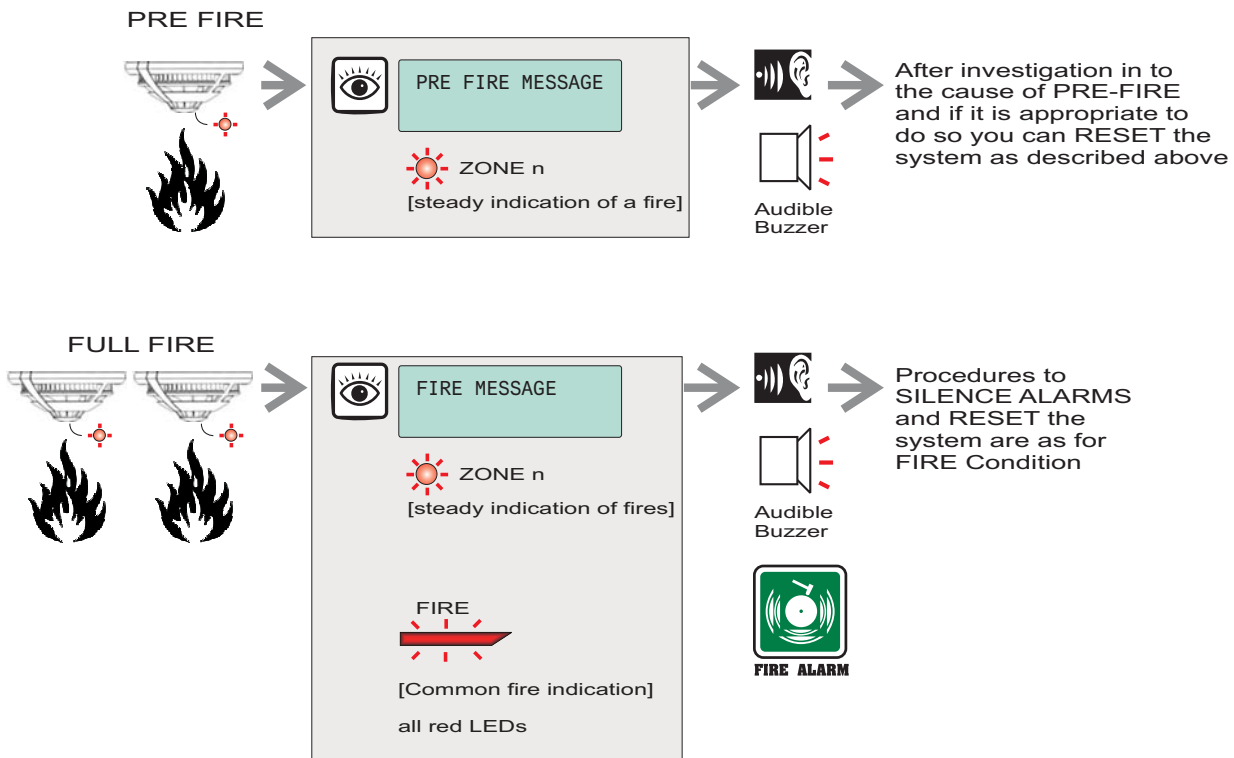 PRE FIRE
PRE FIRE MESSAGE
ZONE n
[steady indication of a fire]
Audible
Buzzer
After investigation in to
the cause of PRE-FIRE
and if it is appropriate to
do so you can RESET the
system as described above
FULL FIRE
FIRE MESSAGE
ZONE n
[steady indication of fires]
FIRE
[Common fire indication]
all red LEDs
Audible
Buzzer
FIRE ALARM
Procedures to
SILENCE ALARMS
and RESET the
system are as for
FIRE Condition